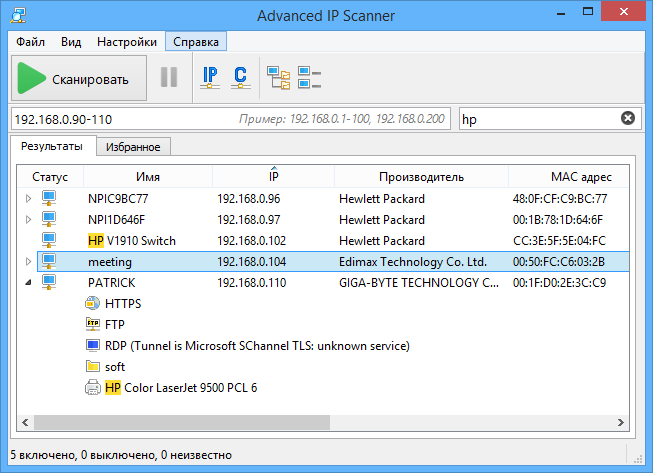 Advanced IP Scanner
Файл Вид Настройки Справка
Сканировать IP C
192.168.0.90-110 Пример: 192.168.0.1-100, 192.168.0.200 hp
Результаты Избранное
Статус Имя IP Производитель MAC адрес
NPIC9BC77 192.168.0.96 Hewlett Packard 48:0F:CF:C9:BC:77
NPI1D646F 192.168.0.97 Hewlett Packard 00:1B:78:1D:64:6F
HP V1910 Switch 192.168.0.102 Hewlett Packard CC:3E:5F:5E:04:FC
meeting 192.168.0.104 Edimax Technology Co. Ltd. 00:50:FC:C6:03:2B
PATRICK 192.168.0.110 GIGA-BYTE TECHNOLOGY C... 00:1F:D0:2E:3C:C9
HTTPS
FTP FTP
RDP (Tunnel is Microsoft SChannel TLS: unknown service)
soft
HP Color LaserJet 9500 PCL 6
5 включено, 0 выключено, 0 неизвестно